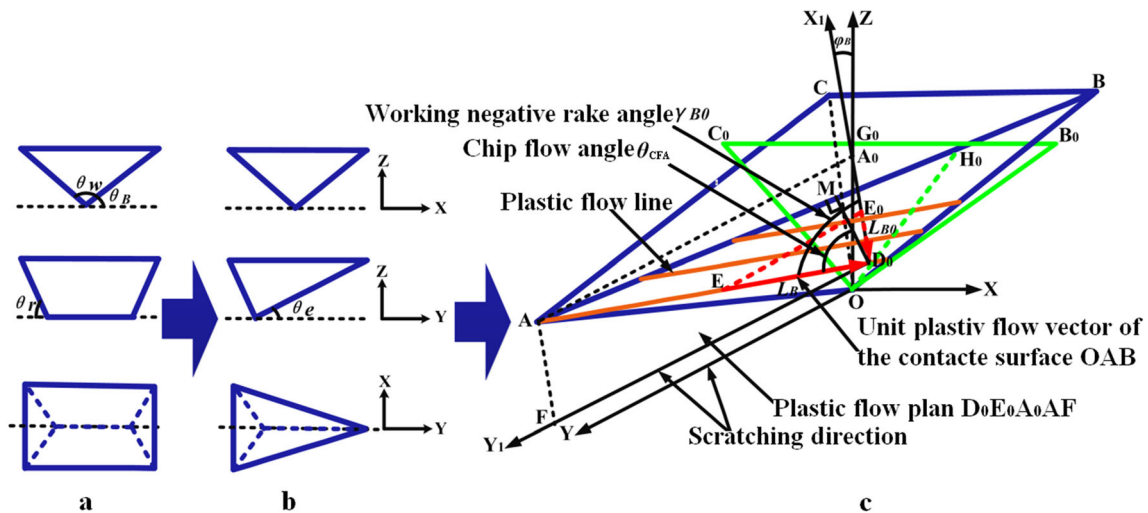 θw
θB
Z
X
θr
Z
Y
θe
X
Y
a
b
X₁
Z
φB
C
B
Working negative rake angle γB0
C₀
G₀
B₀
Chip flow angle θCFA
A₀
H₀
M
Plastic flow line
E₀
LB0
D₀
E
LB
O
X
A
Unit plastiv flow vector of
the contacte surface OAB
F
Y
Y₁
Plastic flow plan D₀E₀A₀AF
Scratching direction
c